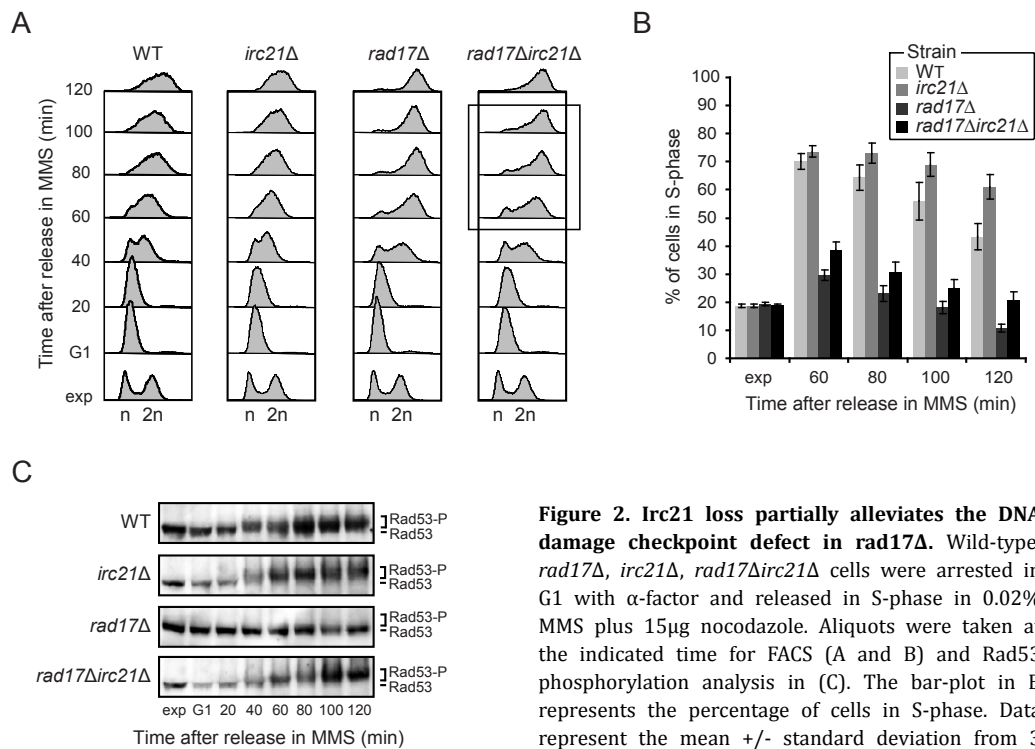 A
WT irc21Δ rad17Δ rad17Δirc21Δ
Time after release in MMS (min)
120
100
80
60
40
20
G1
exp
n 2n n 2n n 2n n 2n
B
Strain
WT
irc21Δ
rad17Δ
rad17Δirc21Δ
% of cells in S-phase
100
90
80
70
60
50
40
30
20
10
0
exp 60 80 100 120
Time after release in MMS (min)
C
WT Rad53-P
Rad53
irc21Δ Rad53-P
Rad53
rad17Δ Rad53-P
Rad53
rad17Δirc21Δ Rad53-P
Rad53
exp G1 20 40 60 80 100 120
Time after release in MMS (min)
Figure 2. Irc21 loss partially alleviates the DNA
damage checkpoint defect in rad17Δ. Wild-type
rad17Δ, irc21Δ, rad17Δirc21Δ cells were arrested in
G1 with α-factor and released in S-phase in 0.02%
MMS plus 15μg nocodazole. Aliquots were taken at
the indicated time for FACS (A and B) and Rad53
phosphorylation analysis in (C). The bar-plot in
represents the percentage of cells in S-phase. Data
represent the mean +/- standard deviation from